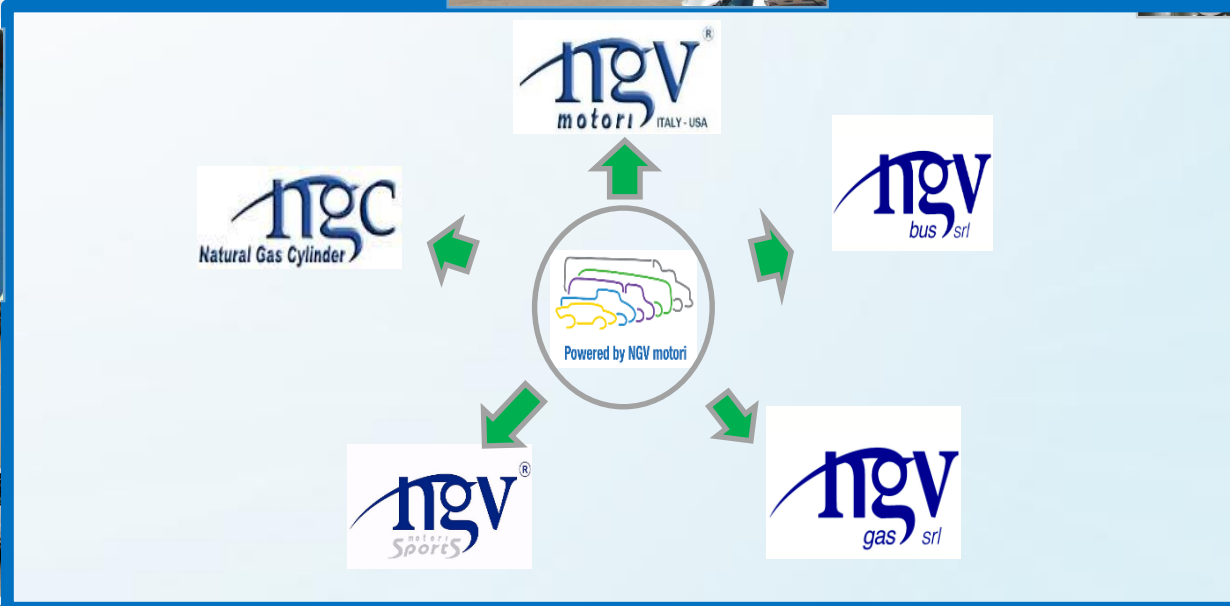 ngv ®
motori ITALY - USA
ngc
Natural Gas Cylinder
ngv
bus srl
Powered by NGV motori
ngv ®
motori
Sports
ngv
gas srl